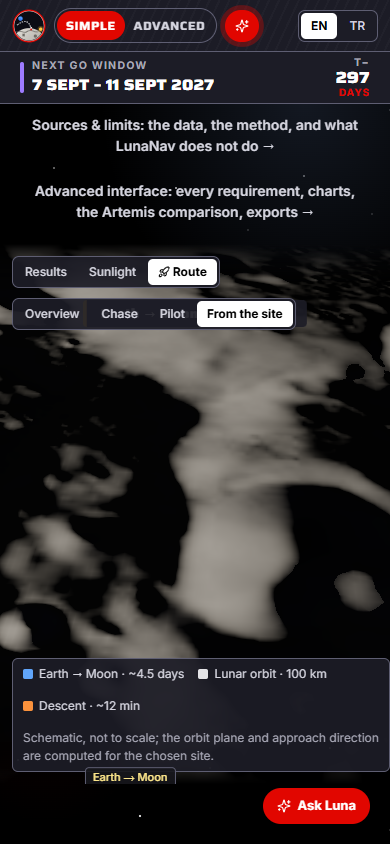 SIMPLE ADVANCED
EN TR
NEXT GO WINDOW
7 SEPT – 11 SEPT 2027
T−
297
DAYS
Sources & limits: the data, the method, and what
LunaNav does not do →
Advanced interface: every requirement, charts,
the Artemis comparison, exports →
Results Sunlight Route
Overview Chase Pilot From the site
Earth → Moon · ~4.5 days Lunar orbit · 100 km
Descent · ~12 min
Schematic, not to scale; the orbit plane and approach direction
are computed for the chosen site.
Earth → Moon
Ask Luna